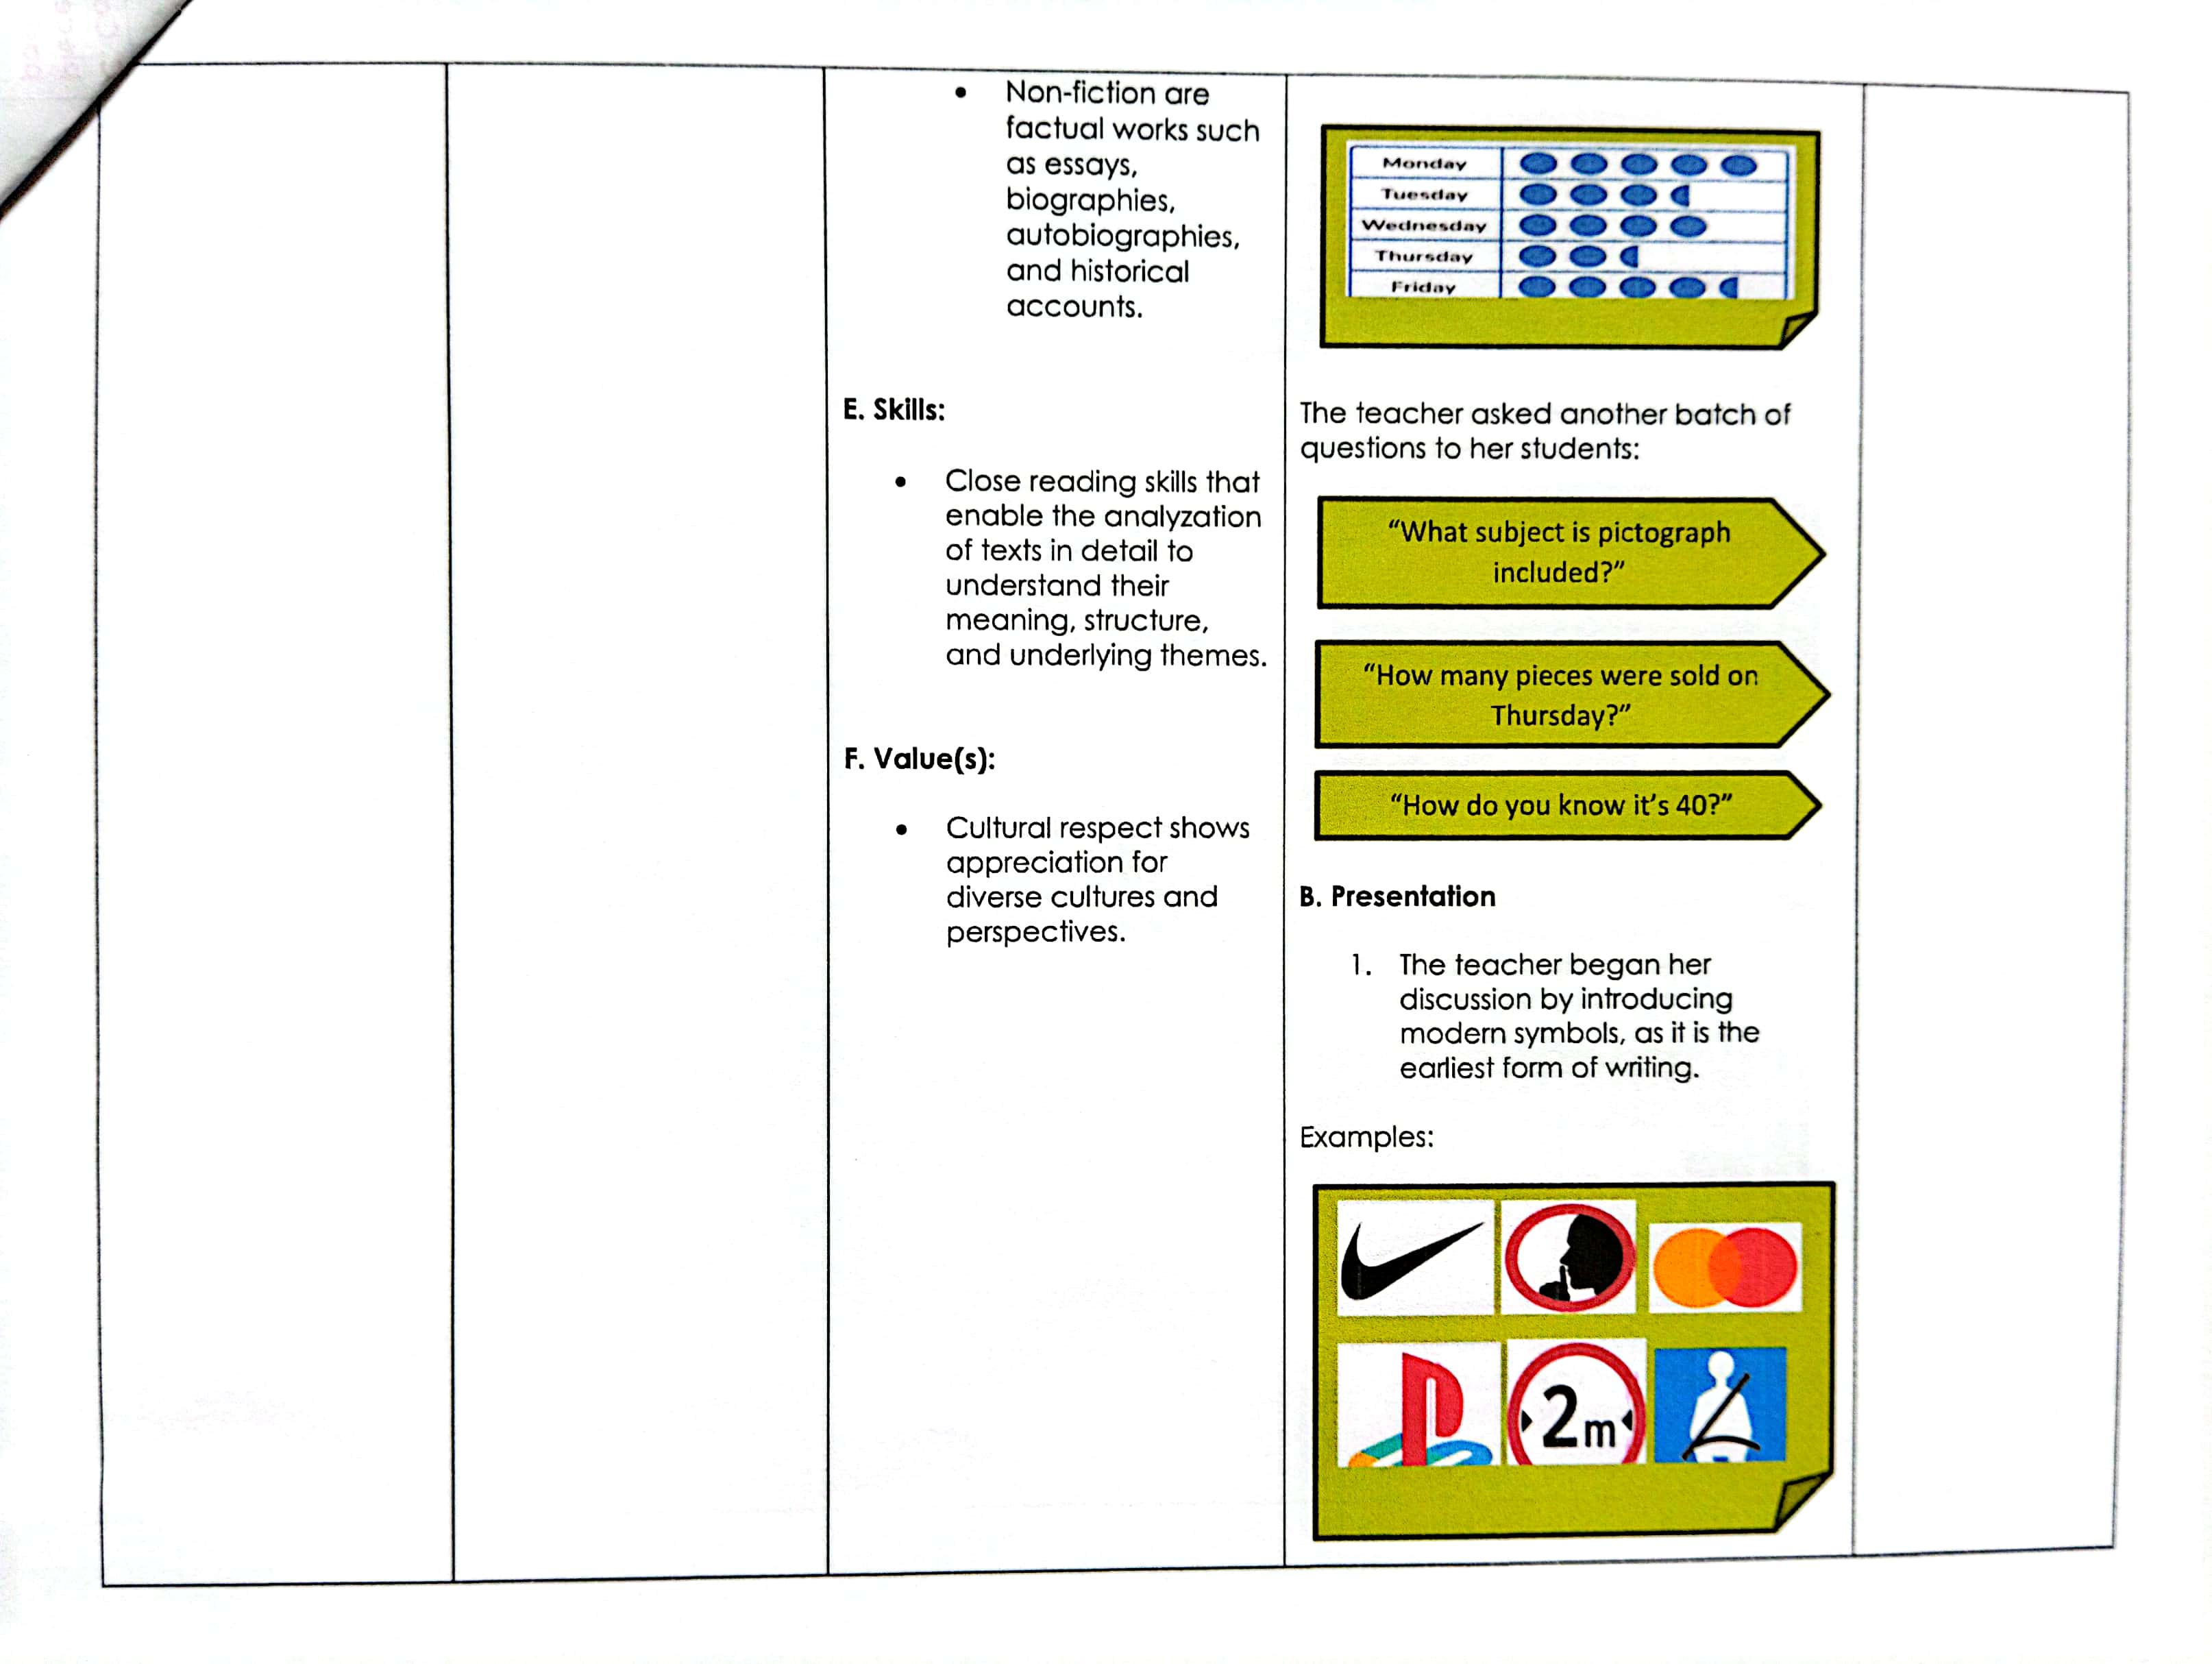 • Non-fiction are
factual works such
as essays,
biographies,
autobiographies,
and historical
accounts.
E. Skills:
• Close reading skills that
enable the analyzation
of texts in detail to
understand their
meaning, structure,
and underlying themes.
F. Value(s):
• Cultural respect shows
appreciation for
diverse cultures and
perspectives.
Monday
Tuesday
Wednesday
Thursday
Friday
The teacher asked another batch of
questions to her students:
“What subject is pictograph
included?”
“How many pieces were sold on
Thursday?”
“How do you know it’s 40?”
B. Presentation
1. The teacher began her
discussion by introducing
modern symbols, as it is the
earliest form of writing.
Examples:
2m